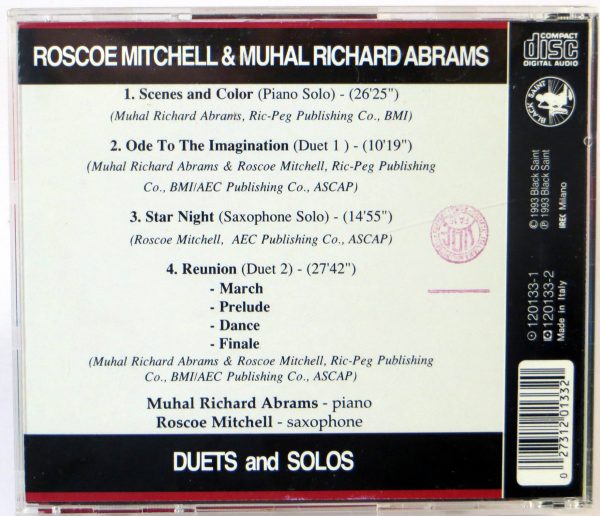 ROSCOE MITCHELL & MUHAL RICHARD ABRAMS
1. Scenes and Color (Piano Solo) - (26'25")
(Muhal Richard Abrams, Ric-Peg Publishing Co., BMI)
2. Ode To The Imagination (Duet 1 ) - (10'19")
(Muhal Richard Abrams & Roscoe Mitchell, Ric-Peg Publishing
Co., BMI/AEC Publishing Co., ASCAP)
3. Star Night (Saxophone Solo) - (14'55")
(Roscoe Mitchell, AEC Publishing Co., ASCAP)
4. Reunion (Duet 2) - (27'42")
- March
- Prelude
- Dance
- Finale
(Muhal Richard Abrams & Roscoe Mitchell, Ric-Peg Publishing
Co., BMI/AEC Publishing Co., ASCAP)
Muhal Richard Abrams - piano
Roscoe Mitchell - saxophone
DUETS and SOLOS
COMPACT
disc
DIGITAL AUDIO
BLACK SAINT
© 1993 Black Saint
℗ 1993 Black Saint
IREC Milano
120133-1
120133-2
Made in Italy
0 27312 01332